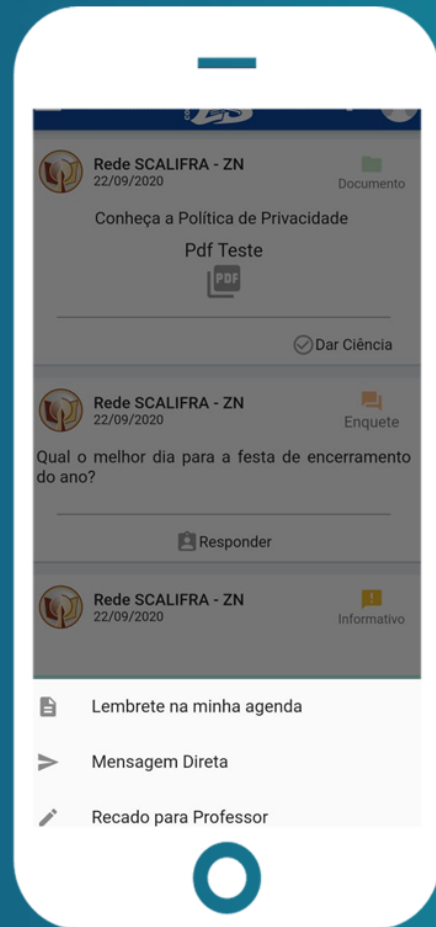 Rede SCALIFRA - ZN
22/09/2020
Documento
Conheça a Política de Privacidade
Pdf Teste
PDF
Dar Ciência
Rede SCALIFRA - ZN
22/09/2020
Enquete
Qual o melhor dia para a festa de encerramento
do ano?
Responder
Rede SCALIFRA - ZN
22/09/2020
Informativo
Lembrete na minha agenda
Mensagem Direta
Recado para Professor